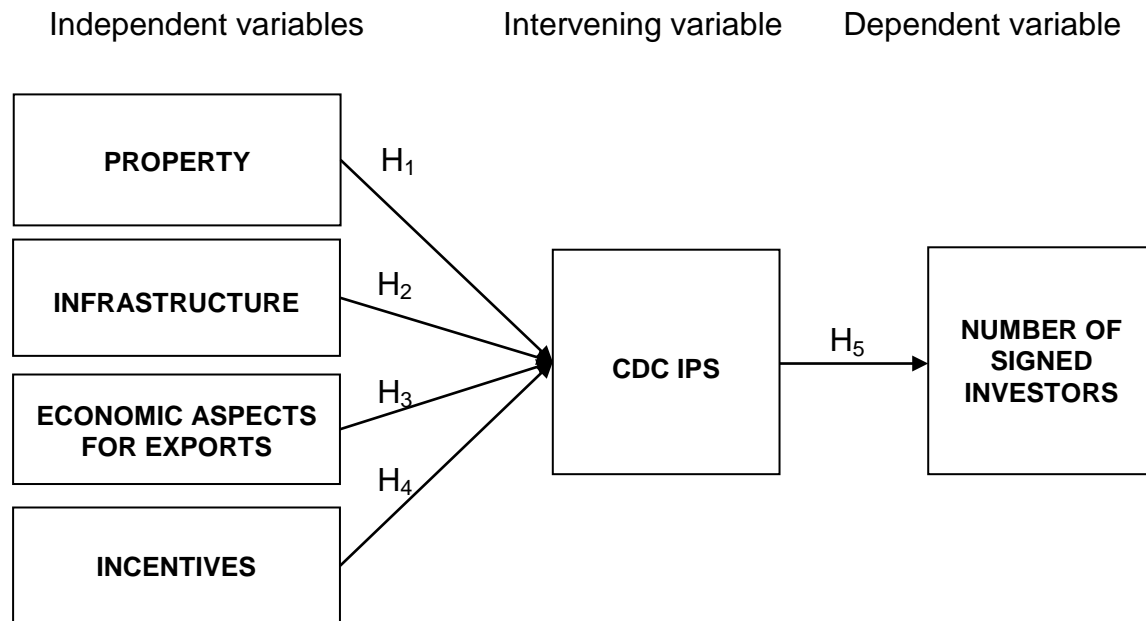 Independent variables
Intervening variable
Dependent variable
PROPERTY
H₁
INFRASTRUCTURE
H₂
ECONOMIC ASPECTS
FOR EXPORTS
H₃
INCENTIVES
H₄
CDC IPS
H₅
NUMBER OF
SIGNED
INVESTORS